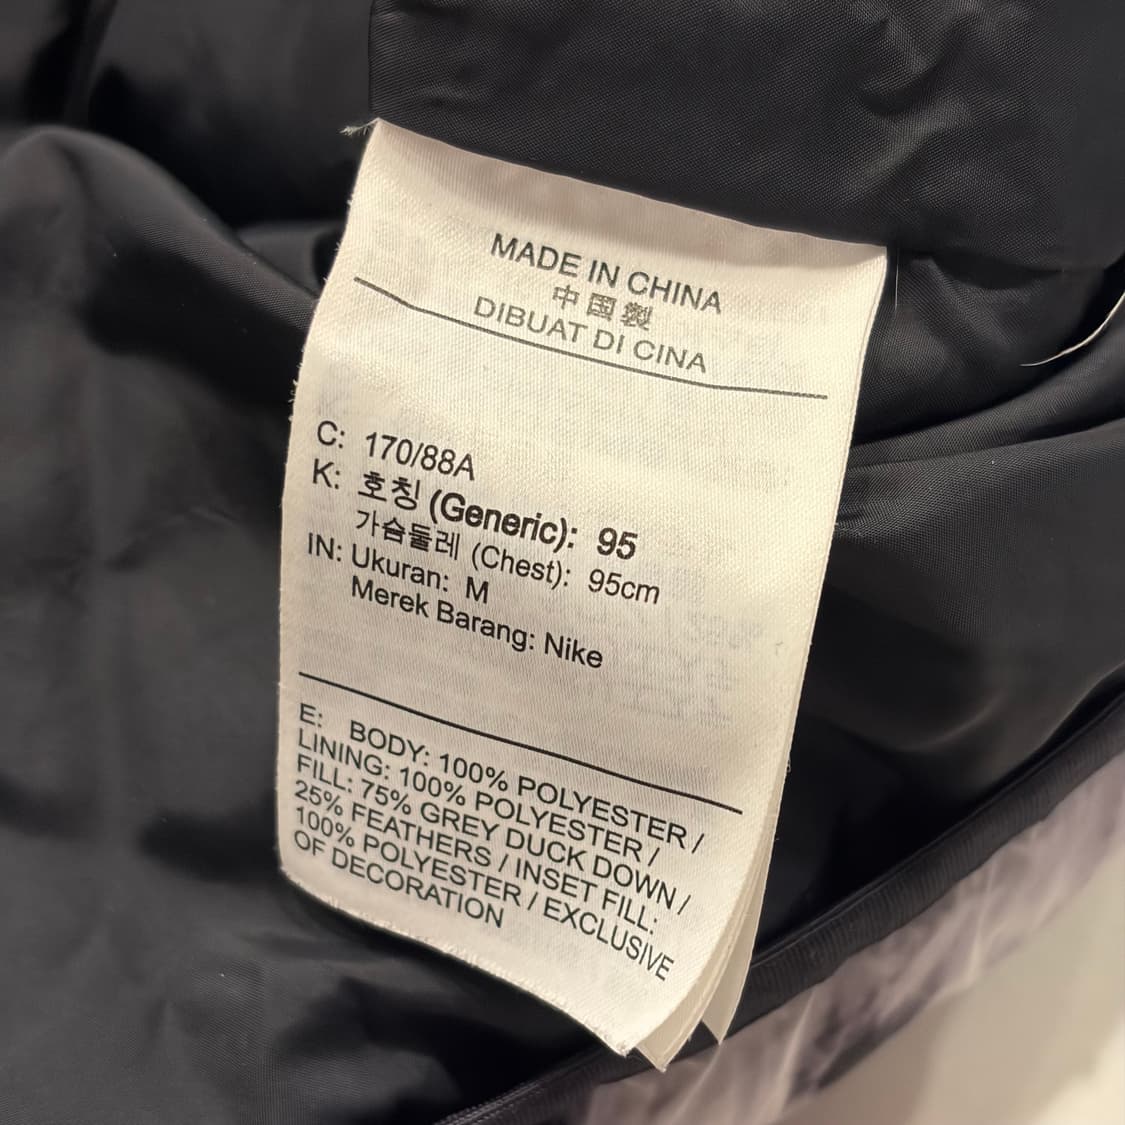 MADE IN CHINA
中国製
DIBUAT DI CINA
C: 170/88A
K: 호칭 (Generic): 95
가슴둘레 (Chest): 95cm
IN: Ukuran: M
Merek Barang: Nike
E: BODY: 100% POLYESTER /
LINING: 100% POLYESTER /
FILL: 75% GREY DUCK DOWN /
25% FEATHERS / INSET FILL:
100% POLYESTER / EXCLUSIVE
OF DECORATION